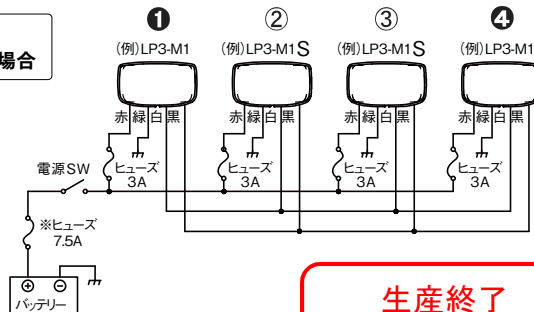 場合
❶ ② ③ ❹
(例)LP3-M1 (例)LP3-M1S (例)LP3-M1S (例)LP3-M1
赤 緑 白 黒 赤 緑 白 黒 赤 緑 白 黒 赤 緑 白 黒
ヒューズ ヒューズ ヒューズ ヒューズ
3A 3A 3A 3A
電源SW
※ヒューズ
7.5A
⊕ ⊖
バッテリー
生産終了